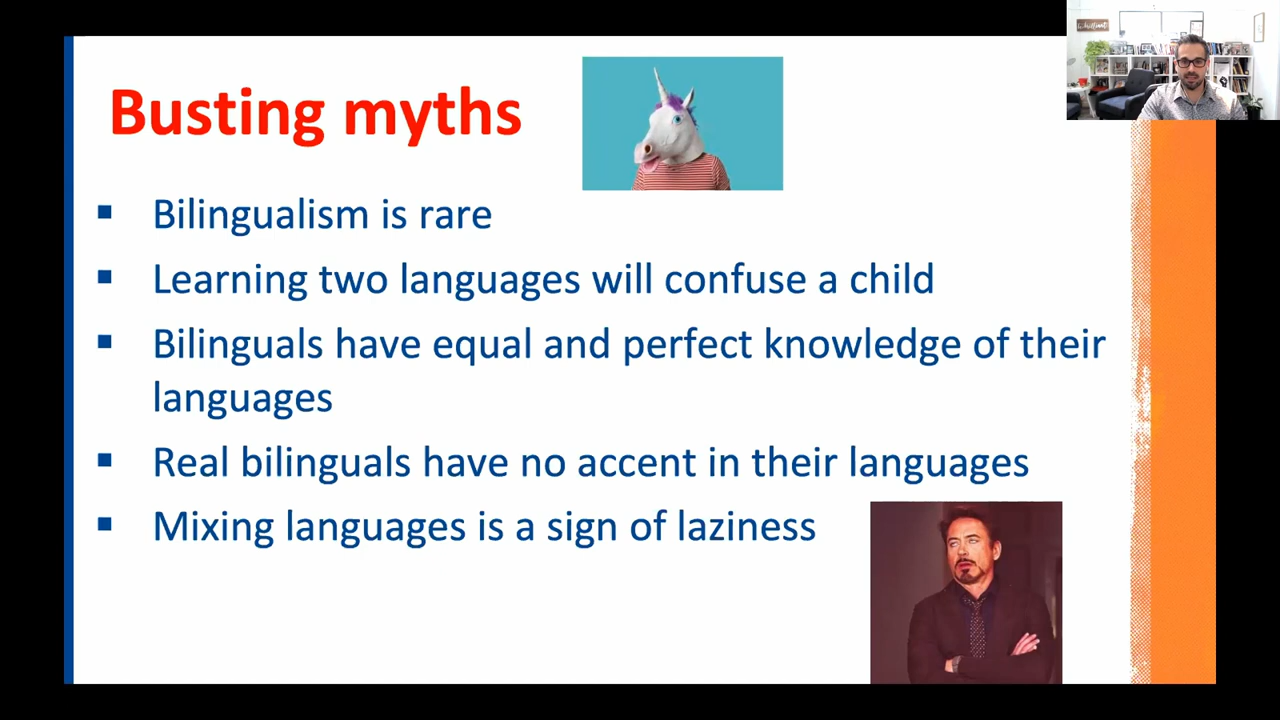 Busting myths
▪ Bilingualism is rare
▪ Learning two languages will confuse a child
▪ Bilinguals have equal and perfect knowledge of their
languages
▪ Real bilinguals have no accent in their languages
▪ Mixing languages is a sign of laziness